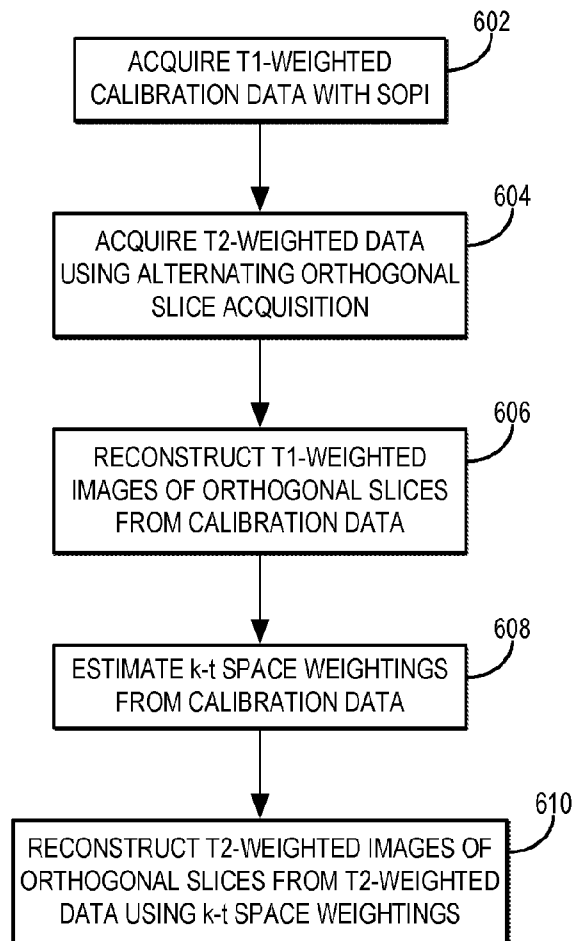 602
ACQUIRE T1-WEIGHTED
CALIBRATION DATA WITH SOPI
604
ACQUIRE T2-WEIGHTED DATA
USING ALTERNATING ORTHOGONAL
SLICE ACQUISITION
606
RECONSTRUCT T1-WEIGHTED
IMAGES OF ORTHOGONAL SLICES
FROM CALIBRATION DATA
608
ESTIMATE k-t SPACE WEIGHTINGS
FROM CALIBRATION DATA
610
RECONSTRUCT T2-WEIGHTED IMAGES OF
ORTHOGONAL SLICES FROM T2-WEIGHTED
DATA USING k-t SPACE WEIGHTINGS